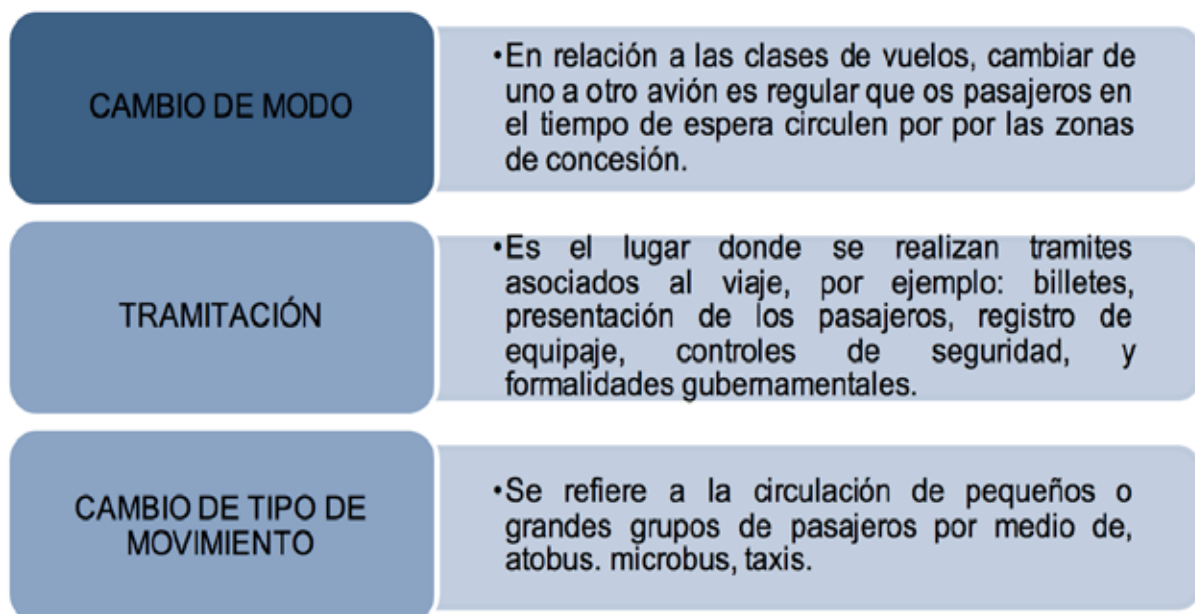 CAMBIO DE MODO
•En relación a las clases de vuelos, cambiar de
uno a otro avión es regular que os pasajeros en
el tiempo de espera circulen por por las zonas
de concesión.
TRAMITACIÓN
•Es el lugar donde se realizan tramites
asociados al viaje, por ejemplo: billetes,
presentación de los pasajeros, registro de
equipaje, controles de seguridad, y
formalidades gubernamentales.
CAMBIO DE TIPO DE
MOVIMIENTO
•Se refiere a la circulación de pequeños o
grandes grupos de pasajeros por medio de,
atobus. microbus, taxis.